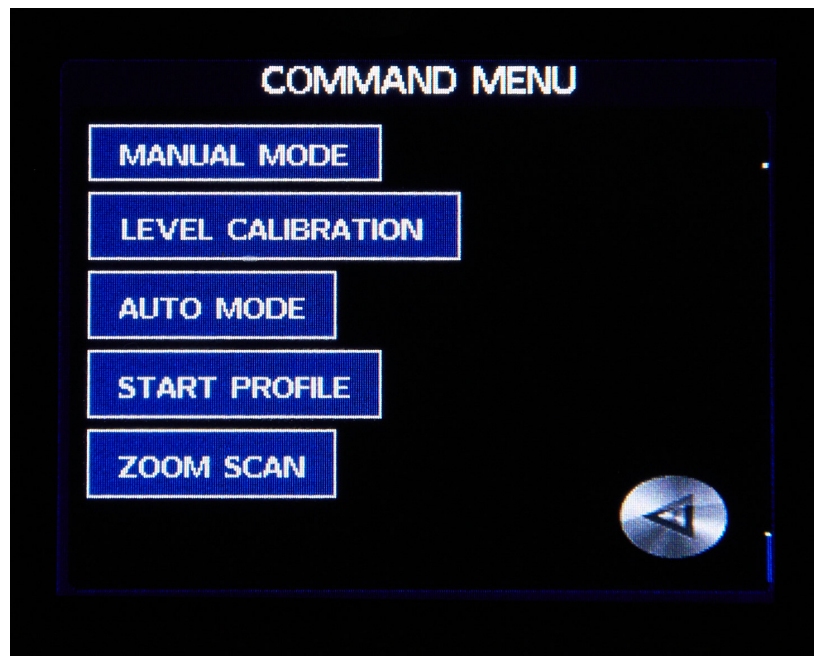 COMMAND MENU
MANUAL MODE
LEVEL CALIBRATION
AUTO MODE
START PROFILE
ZOOM SCAN